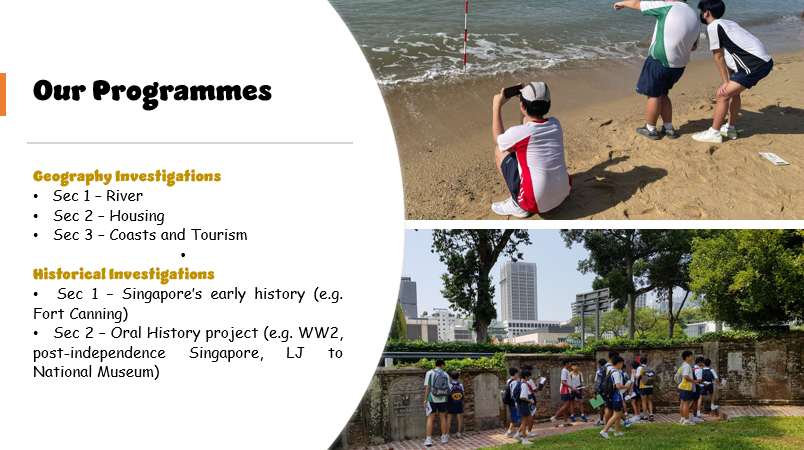 Our Programmes
Geography Investigations
• Sec 1 – River
• Sec 2 – Housing
• Sec 3 – Coasts and Tourism
•
Historical Investigations
• Sec 1 – Singapore's early history (e.g.
Fort Canning)
• Sec 2 – Oral History project (e.g. WW2,
post-independence Singapore, LJ to
National Museum)